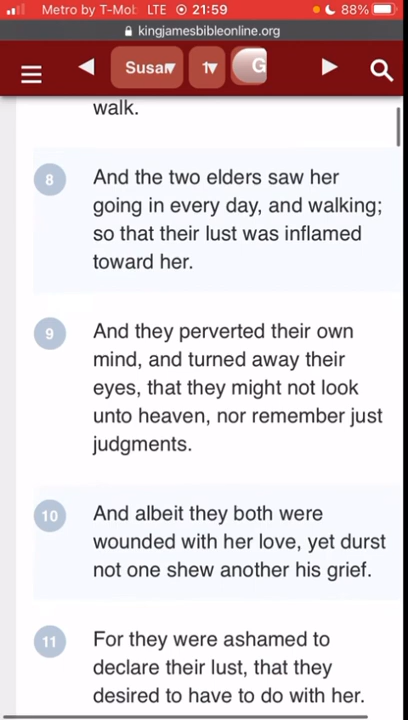 Metro by T-Mo LTE 21:59 88%
kingjamesbibleonline.org
Susa 1 G
walk.
8 And the two elders saw her
going in every day, and walking;
so that their lust was inflamed
toward her.
9 And they perverted their own
mind, and turned away their
eyes, that they might not look
unto heaven, nor remember just
judgments.
10 And albeit they both were
wounded with her love, yet durst
not one shew another his grief.
11 For they were ashamed to
declare their lust, that they
desired to have to do with her.